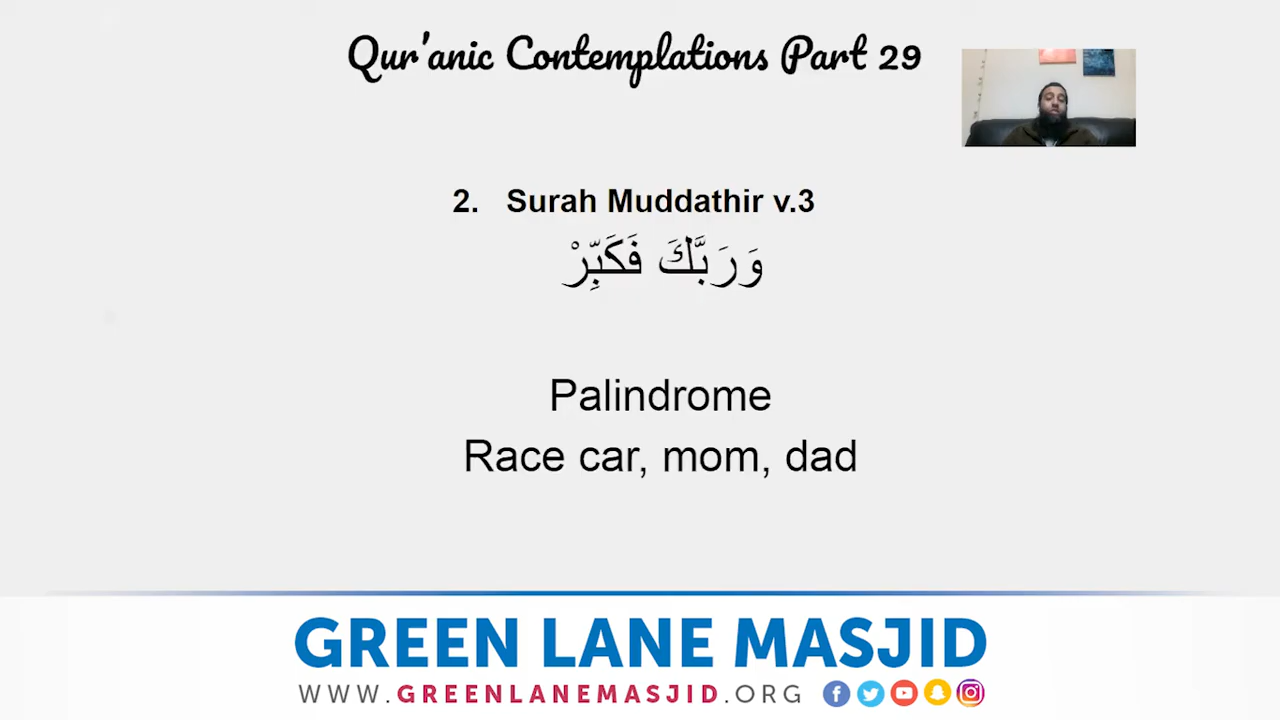 Qur'anic Contemplations Part 29
2. Surah Muddathir v.3
وَرَبَّكَ فَكَبِّرْ
Palindrome
Race car, mom, dad
GREEN LANE MASJID
WWW.GREENLANEMASJID.ORG